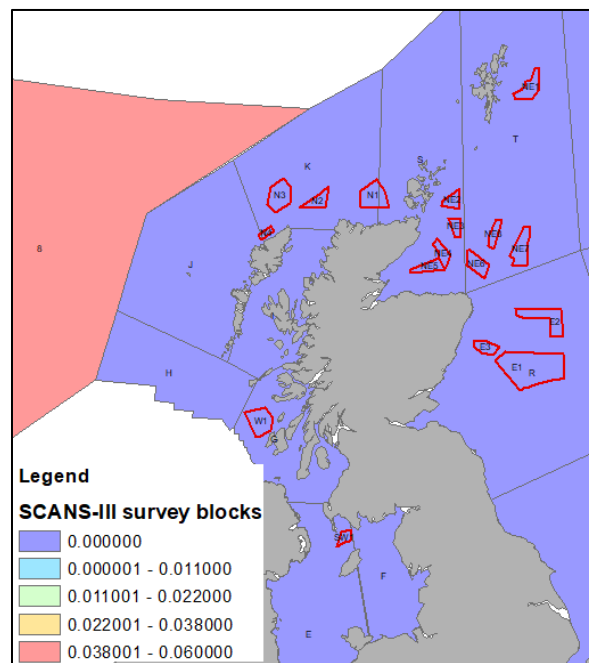 NE1
T
K
S
N3
N2
N1
NE2
NE3
NE8
8
NE4
NE7
J
NE5
NE6
E2
E3
E1
R
H
W1
G
SW1
F
E
Legend
SCANS-III survey blocks
0.000000
0.000001 - 0.011000
0.011001 - 0.022000
0.022001 - 0.038000
0.038001 - 0.060000